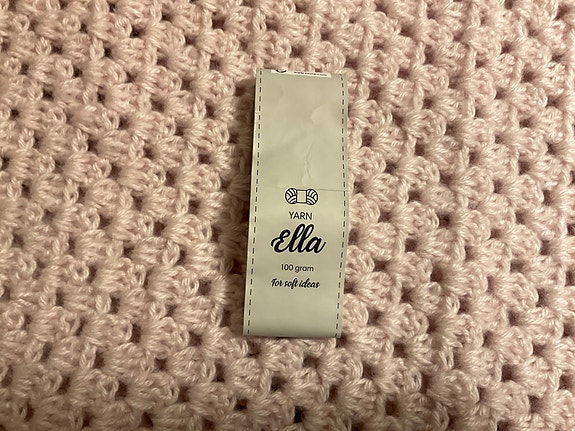 YARN
Ella
100 gram
For soft ideas